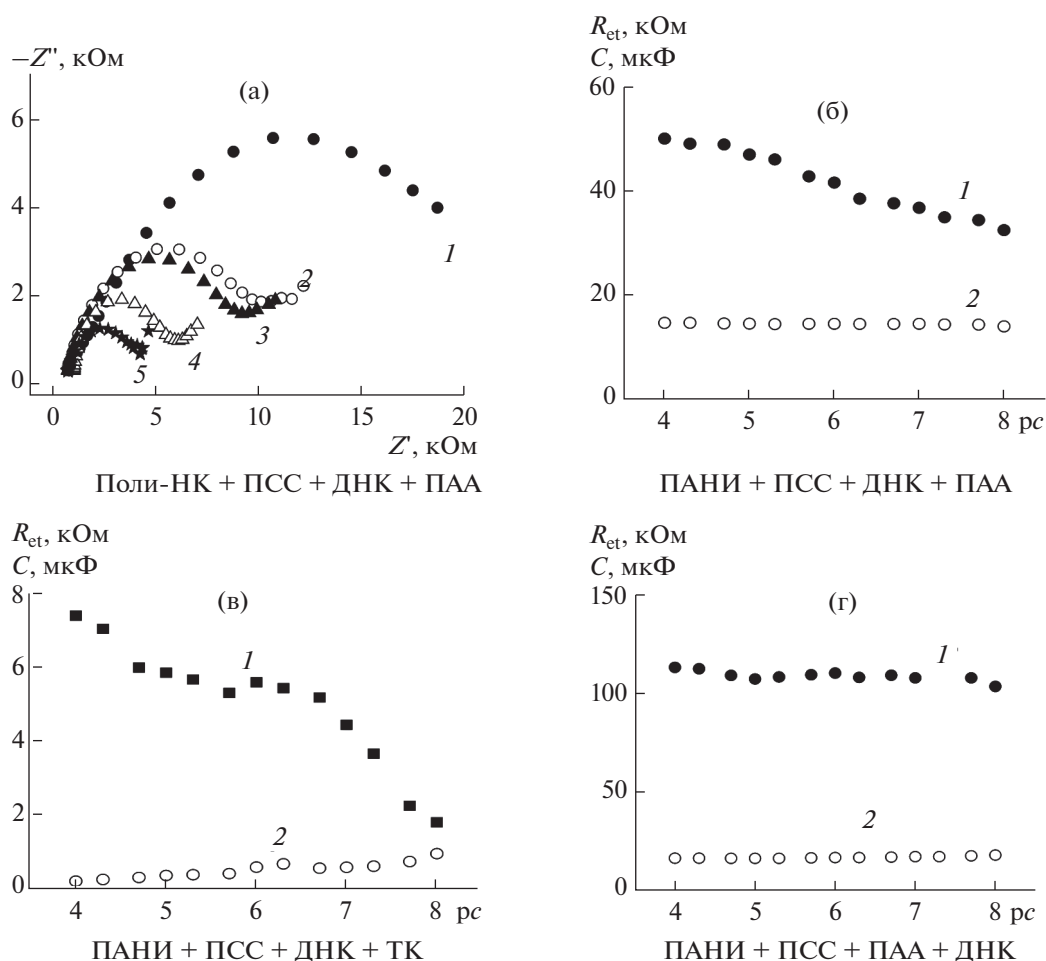 −Z", кОм
(а)
6
4
2
0
1
2
3
4
5
0 5 10 15 20
Z', кОм
Поли-НК + ПСС + ДНК + ПАА
Ret, кОм
C, мкФ
60
(б)
40
20
0
1
2
4 5 6 7 8 pc
ПАНИ + ПСС + ДНК + ПАА
Ret, кОм
C, мкФ
8
(в)
6
4
2
0
1
2
4 5 6 7 8 pc
ПАНИ + ПСС + ДНК + ТК
Ret, кОм
C, мкФ
150
(г)
100
50
0
1
2
4 5 6 7 8 pc
ПАНИ + ПСС + ПАА + ДНК